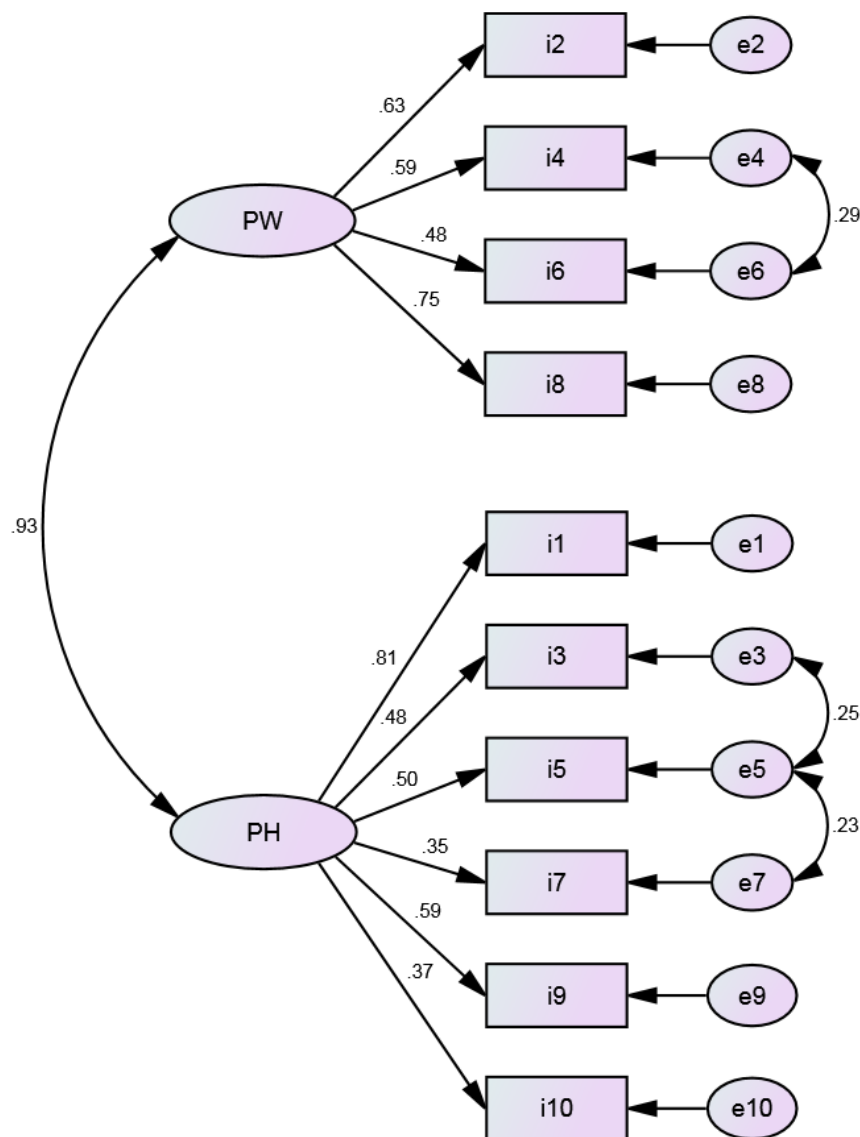 i2
e2
.63
.59
i4
e4
PW
.48
.29
i6
e6
.75
i8
e8
.93
i1
e1
.81
i3
e3
.48
.25
.50
i5
e5
PH
.35
.23
i7
e7
.59
.37
i9
e9
i10
e10